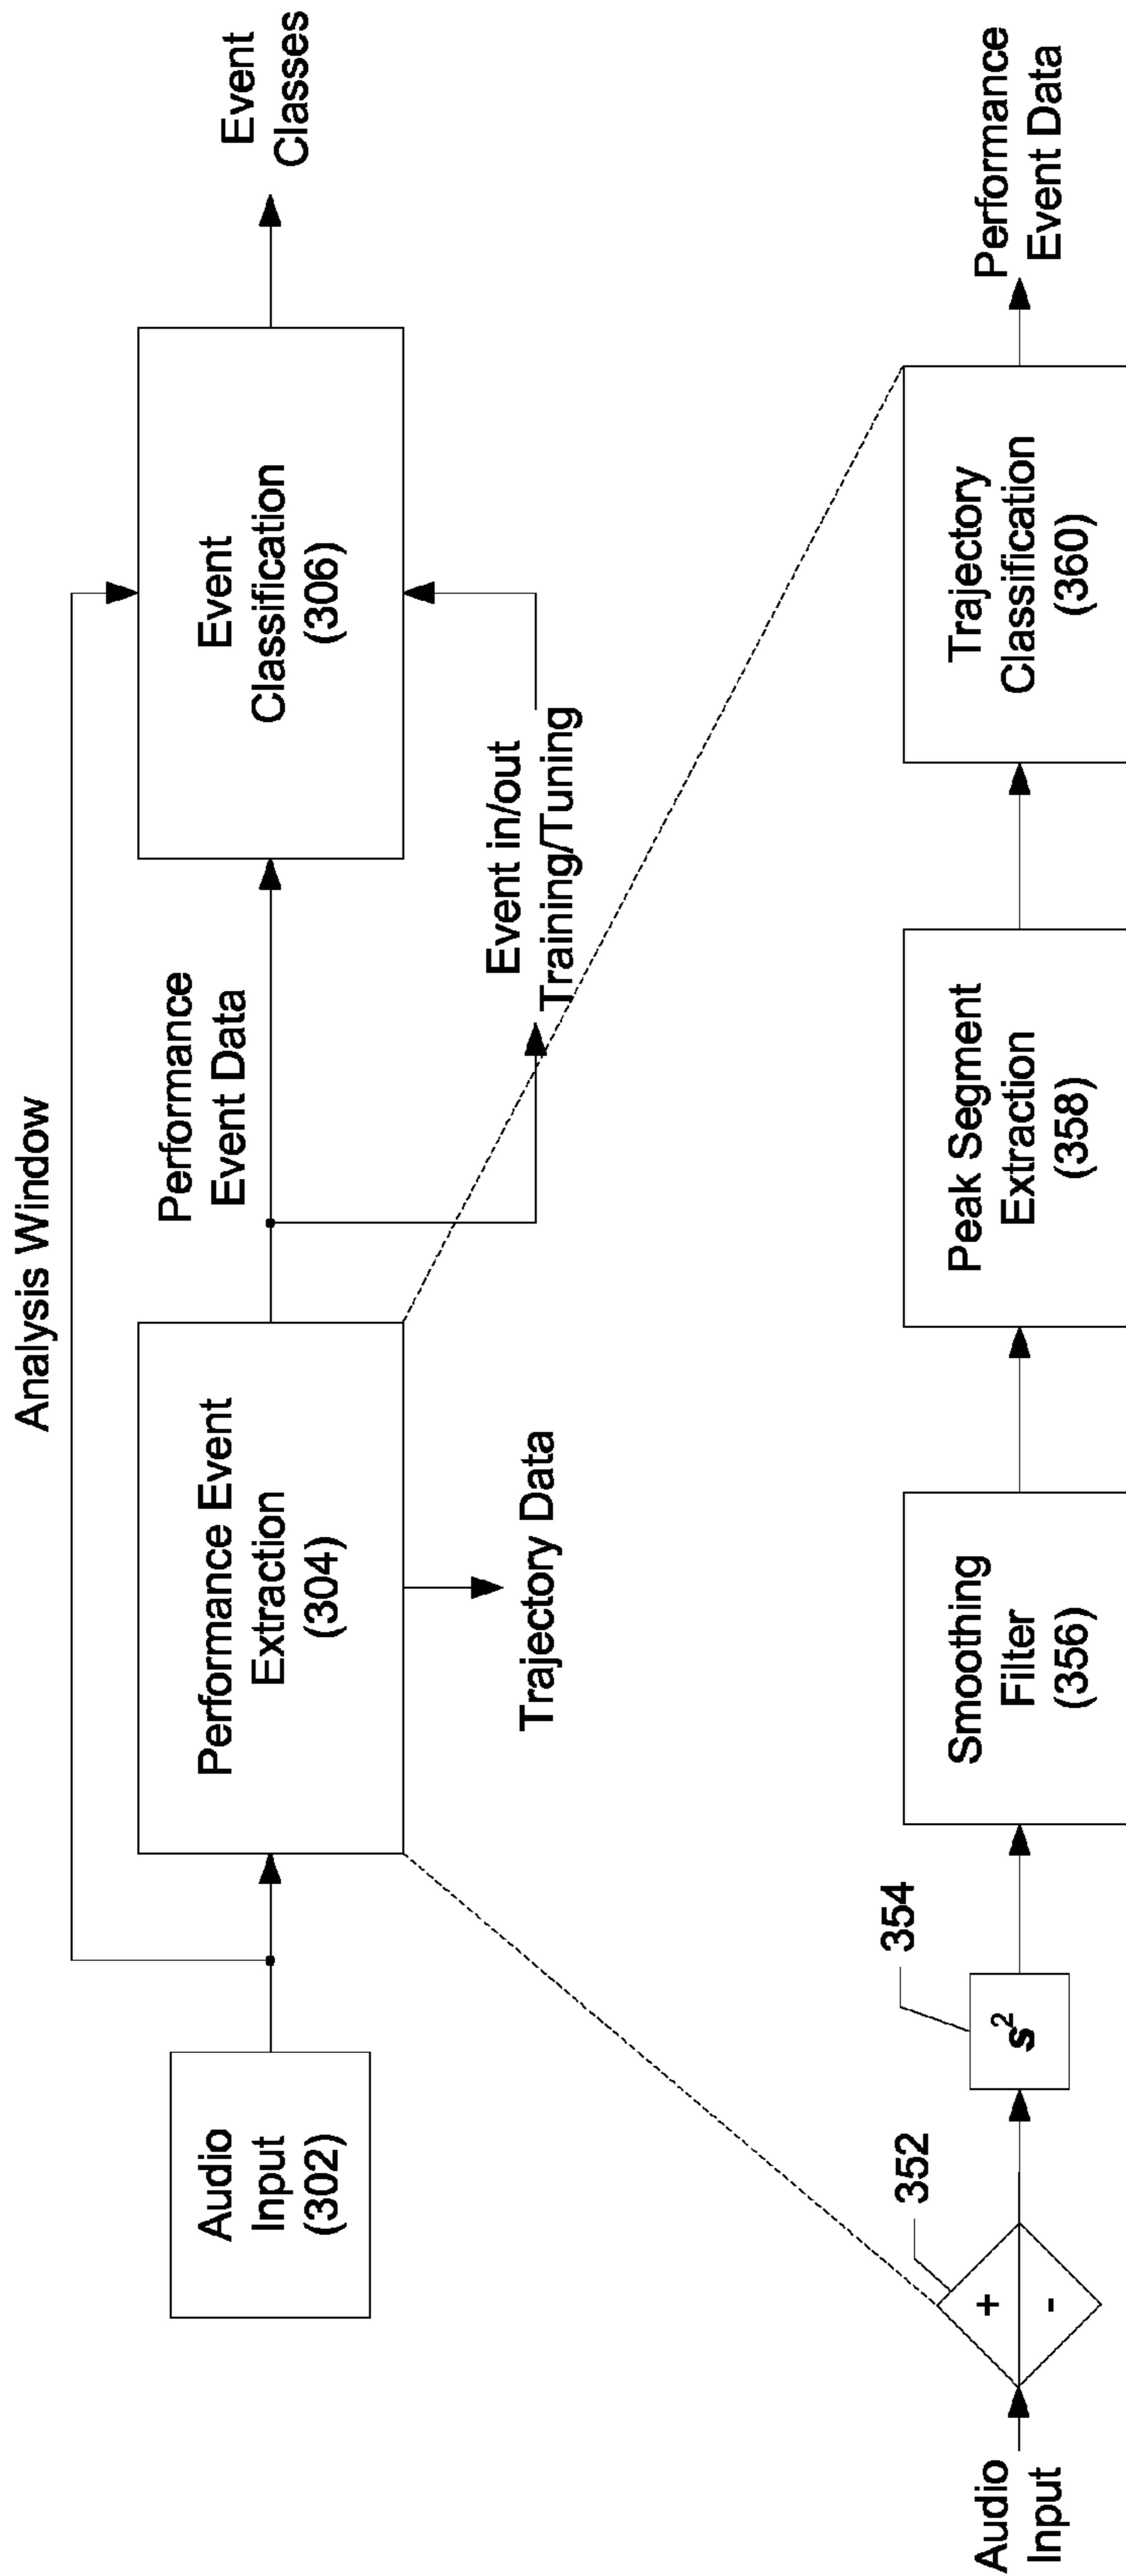 Analysis Window
Audio
Input
(302)
Performance Event
Extraction
(304)
Trajectory Data
Performance
Event Data
Event in/out
Training/Tuning
Event
Classification
(306)
Event
Classes
Audio
Input
+
-
352
s²
354
Smoothing
Filter
(356)
Peak Segment
Extraction
(358)
Trajectory
Classification
(360)
Performance
Event Data